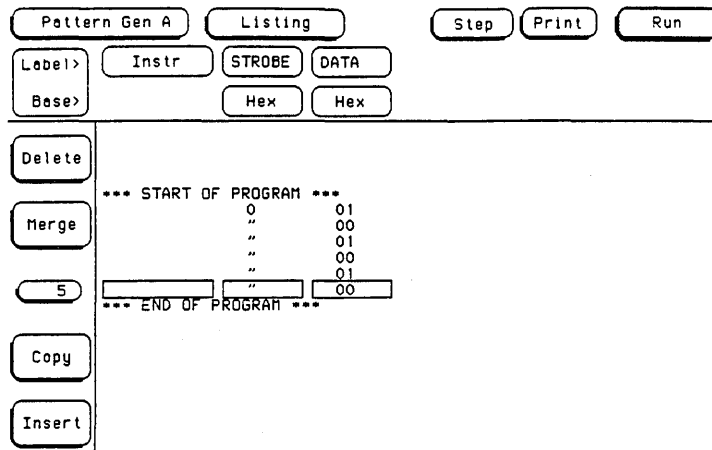 Pattern Gen A Listing Step Print Run
Label> Instr STROBE DATA
Base> Hex Hex
Delete
*** START OF PROGRAM ***
0 01
Merge " 00
" 01
" 00
" 01
5 " 00
*** END OF PROGRAM ***
Copy
Insert